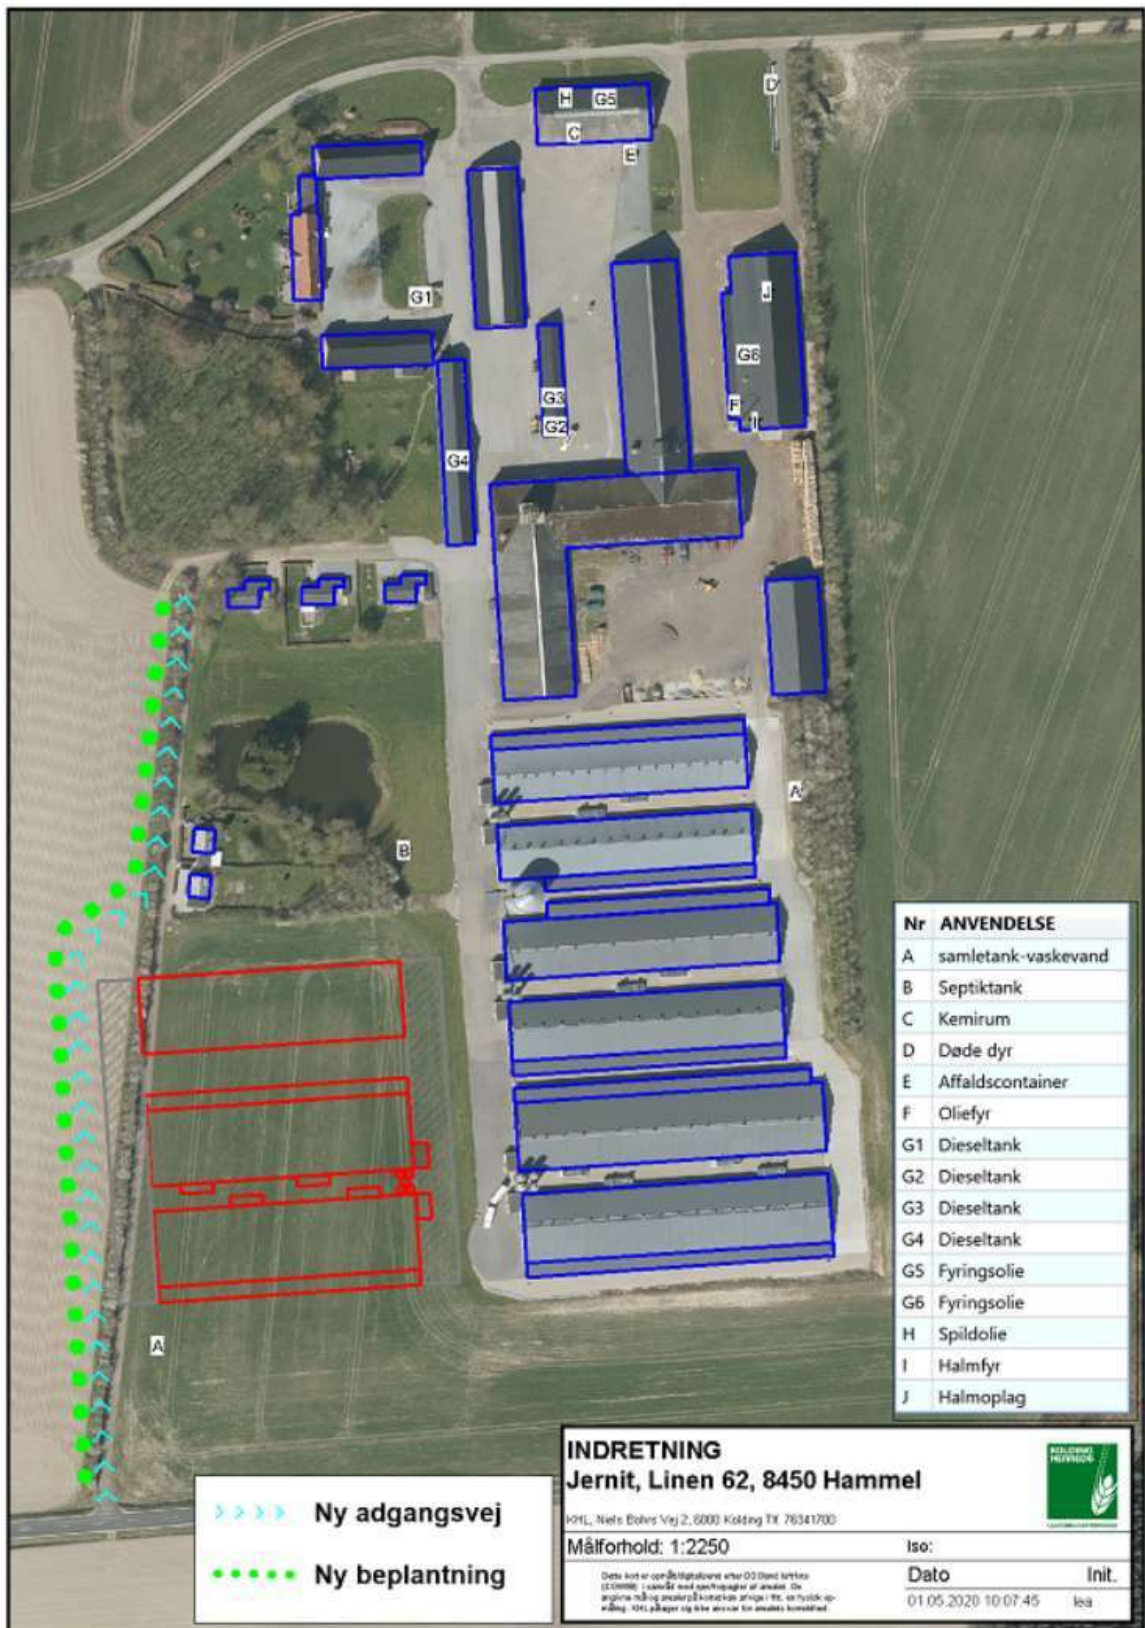 D
H
G5
C
E
G1
J
G6
F
I
G3
G2
G4
A
B
A
Nr ANVENDELSE
A samletank-vaskevand
B Septiktank
C Kemirum
D Døde dyr
E Affaldscontainer
F Oliefyr
G1 Dieseltank
G2 Dieseltank
G3 Dieseltank
G4 Dieseltank
G5 Fyringsolie
G6 Fyringsolie
H Spildolie
I Halmfyr
J Halmoplag
Ny adgangsvej
Ny beplantning
INDRETNING
Jernit, Linen 62, 8450 Hammel
KOLDING
HERREDS
KHL, Niels Bohrs Vej 2, 6000 Kolding Tlf. 76341700
Målforhold: 1:2250
Iso:
Dato
Init.
01.05.2020 10:07:45
lea